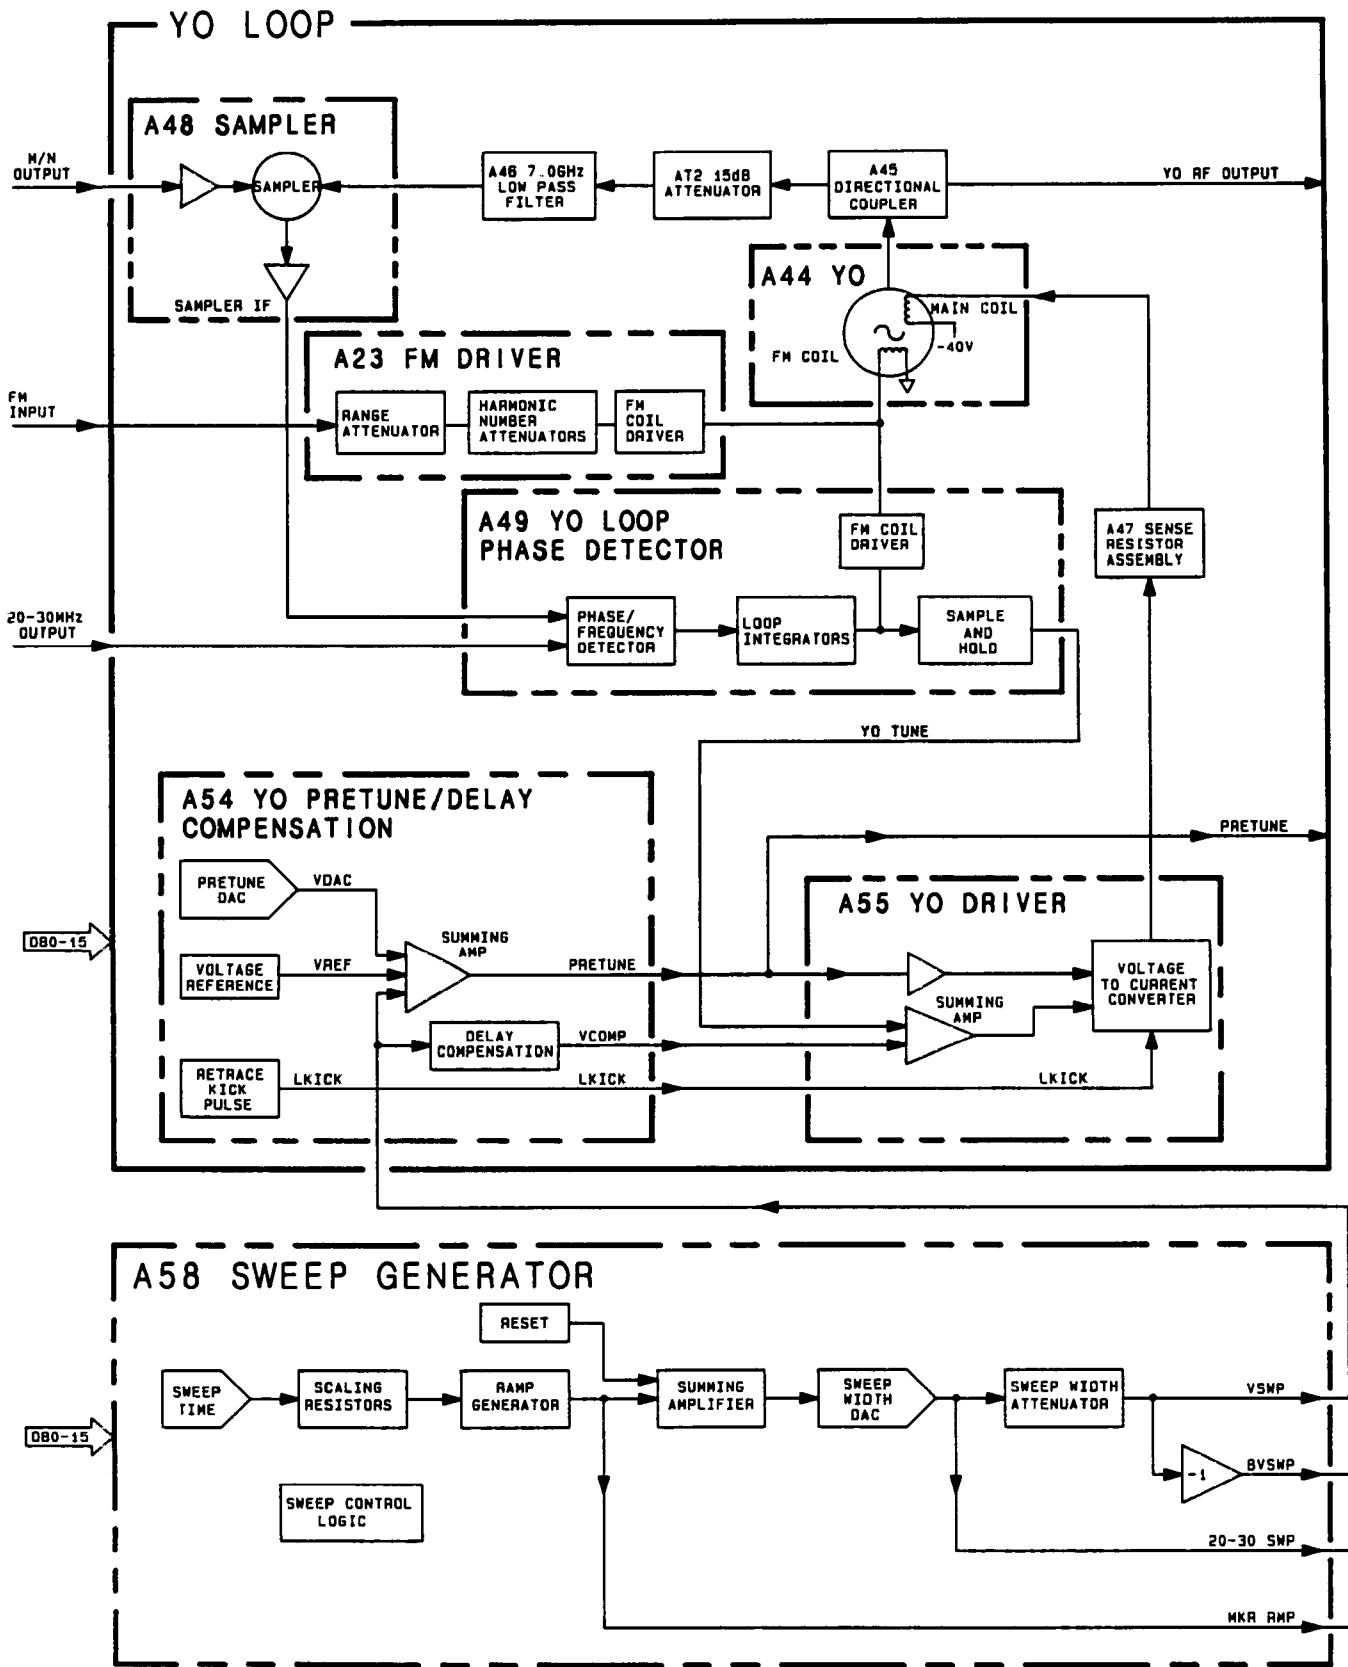 YO LOOP
A48 SAMPLER
M/N
OUTPUT
SAMPLER
A46 7.0GHz
LOW PASS
FILTER
AT2 15dB
ATTENUATOR
A45
DIRECTIONAL
COUPLER
YO RF OUTPUT
SAMPLER IF
A44 YO
MAIN COIL
-40V
FM COIL
A23 FM DRIVER
FM
INPUT
RANGE
ATTENUATOR
HARMONIC
NUMBER
ATTENUATORS
FM
COIL
DRIVER
A49 YO LOOP
PHASE DETECTOR
FM COIL
DRIVER
A47 SENSE
RESISTOR
ASSEMBLY
20-30MHz
OUTPUT
PHASE/
FREQUENCY
DETECTOR
LOOP
INTEGRATORS
SAMPLE
AND
HOLD
YO TUNE
A54 YO PRETUNE/DELAY
COMPENSATION
PRETUNE
PRETUNE
DAC
VDAC
A55 YO DRIVER
DB0-15
SUMMING
AMP
VOLTAGE
REFERENCE
VREF
PRETUNE
VOLTAGE
TO CURRENT
CONVERTER
SUMMING
AMP
DELAY
COMPENSATION
VCOMP
RETRACE
KICK
PULSE
LKICK
LKICK
LKICK
A58 SWEEP GENERATOR
RESET
SWEEP
TIME
SCALING
RESISTORS
RAMP
GENERATOR
SUMMING
AMPLIFIER
SWEEP
WIDTH
DAC
SWEEP WIDTH
ATTENUATOR
VSWP
DB0-15
-1
BVSWP
SWEEP CONTROL
LOGIC
20-30 SWP
MKR RMP